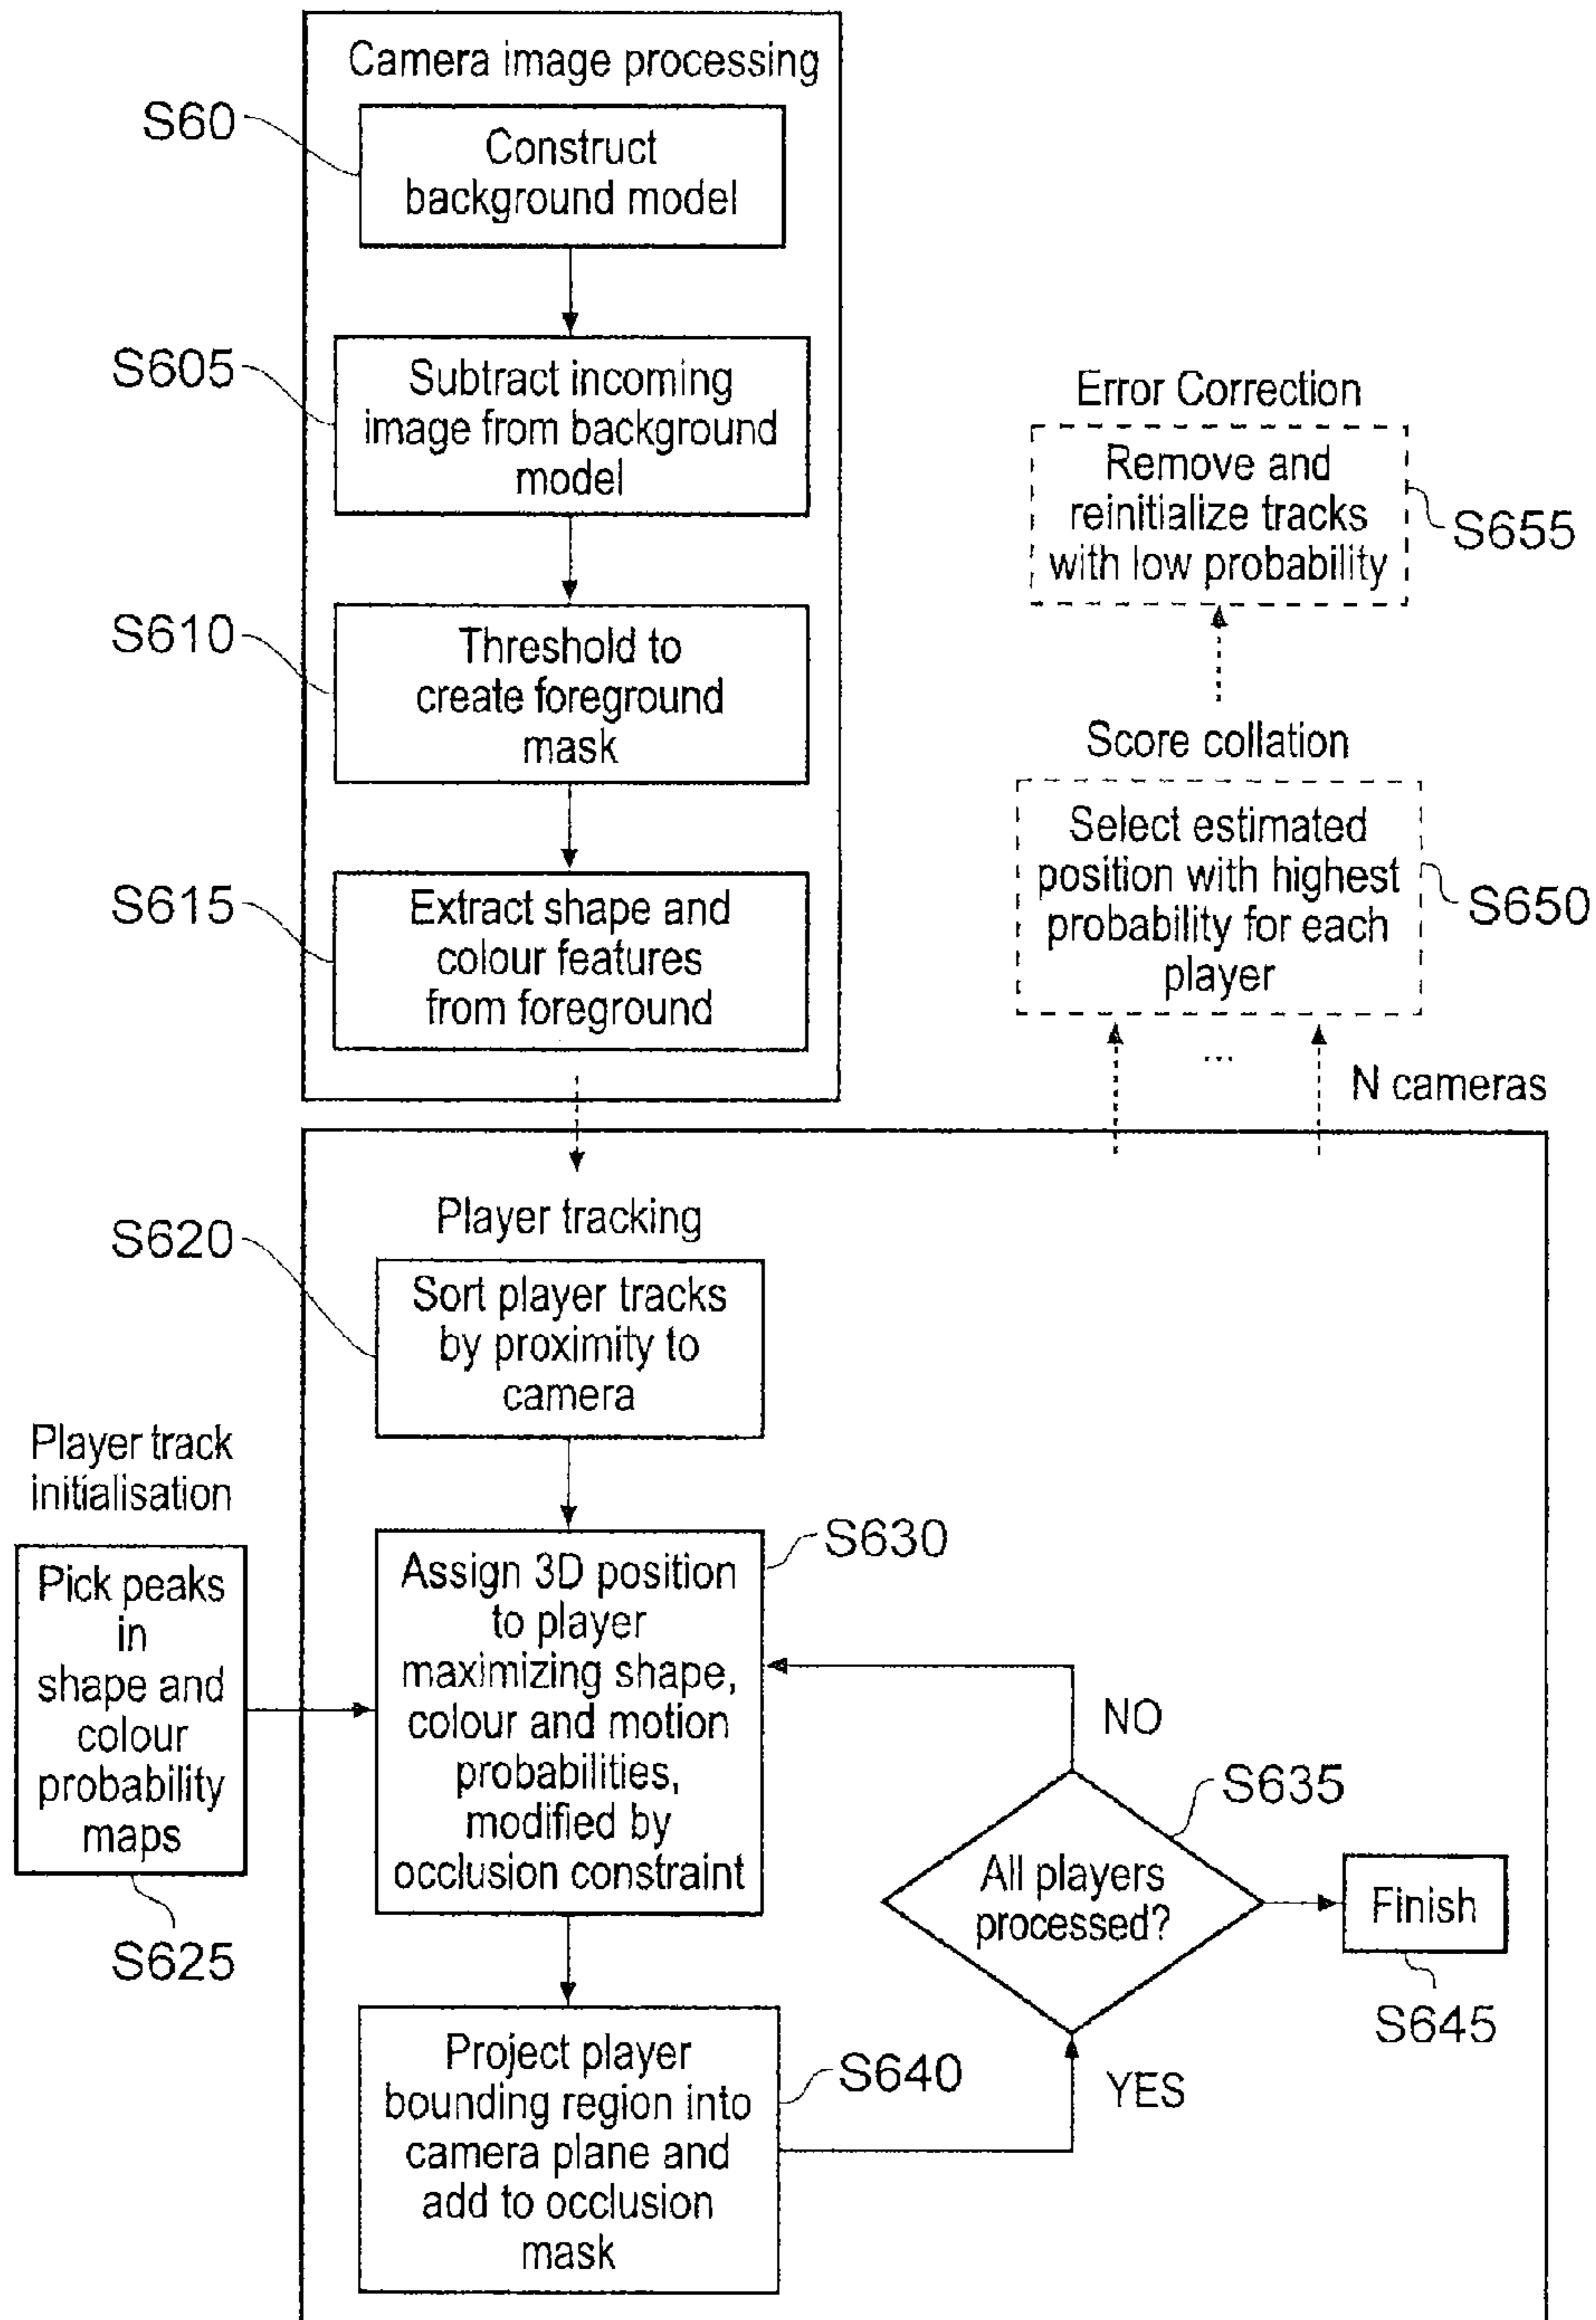 Camera image processing
S60
Construct
background model
S605
Subtract incoming
image from background
model
S610
Threshold to
create foreground
mask
S615
Extract shape and
colour features
from foreground
Error Correction
Remove and
reinitialize tracks
with low probability
S655
Score collation
Select estimated
position with highest
probability for each
player
S650
...
N cameras
Player tracking
S620
Sort player tracks
by proximity to
camera
Player track
initialisation
Pick peaks
in
shape and
colour
probability
maps
S625
S630
Assign 3D position
to player
maximizing shape,
colour and motion
probabilities,
modified by
occlusion constraint
NO
S635
All players
processed?
Finish
S645
YES
S640
Project player
bounding region into
camera plane and
add to occlusion
mask